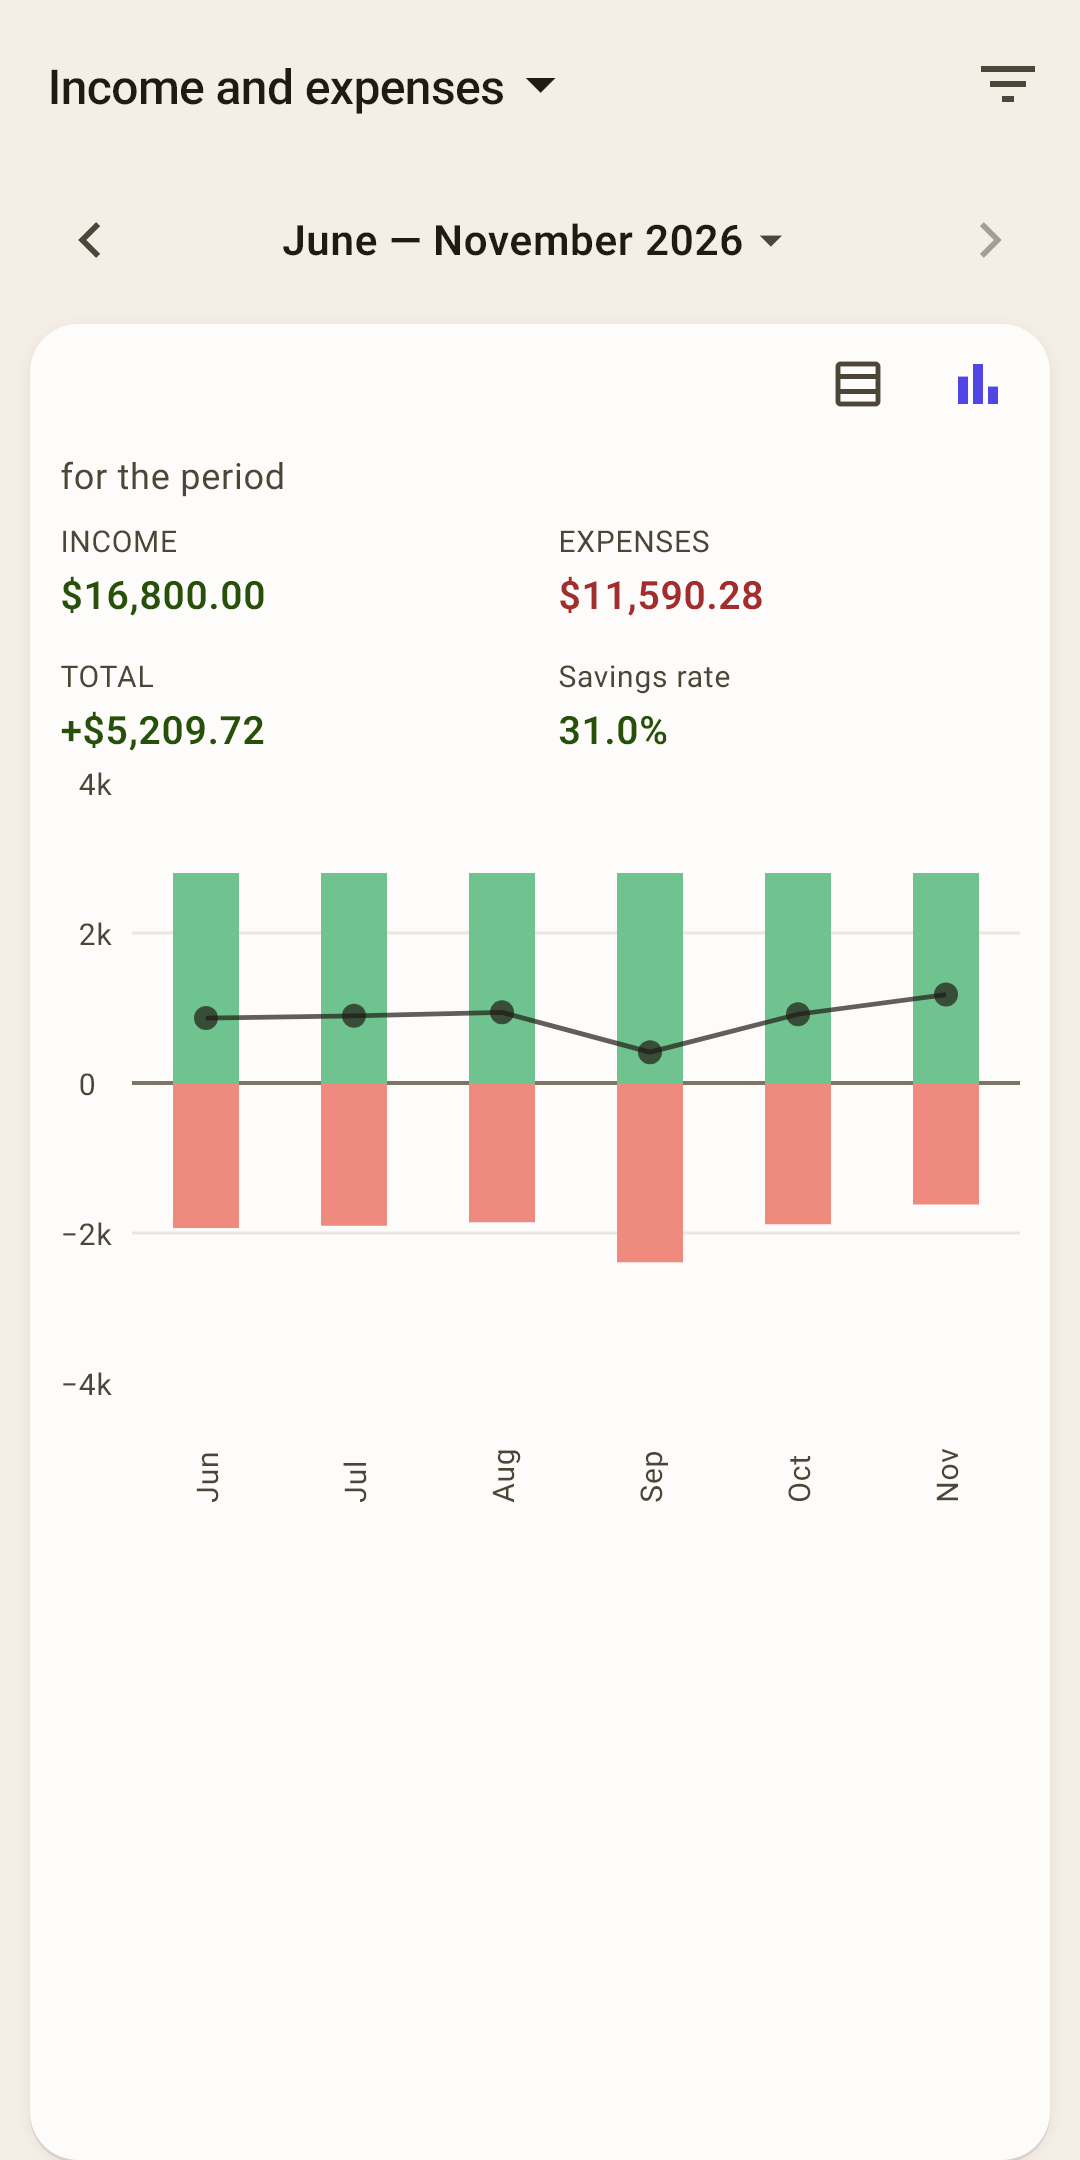 Income and expenses
June — November 2026
for the period
INCOME EXPENSES
$16,800.00 $11,590.28
TOTAL Savings rate
+$5,209.72 31.0%
4k
2k
0
−2k
−4k
Jun Jul Aug Sep Oct Nov